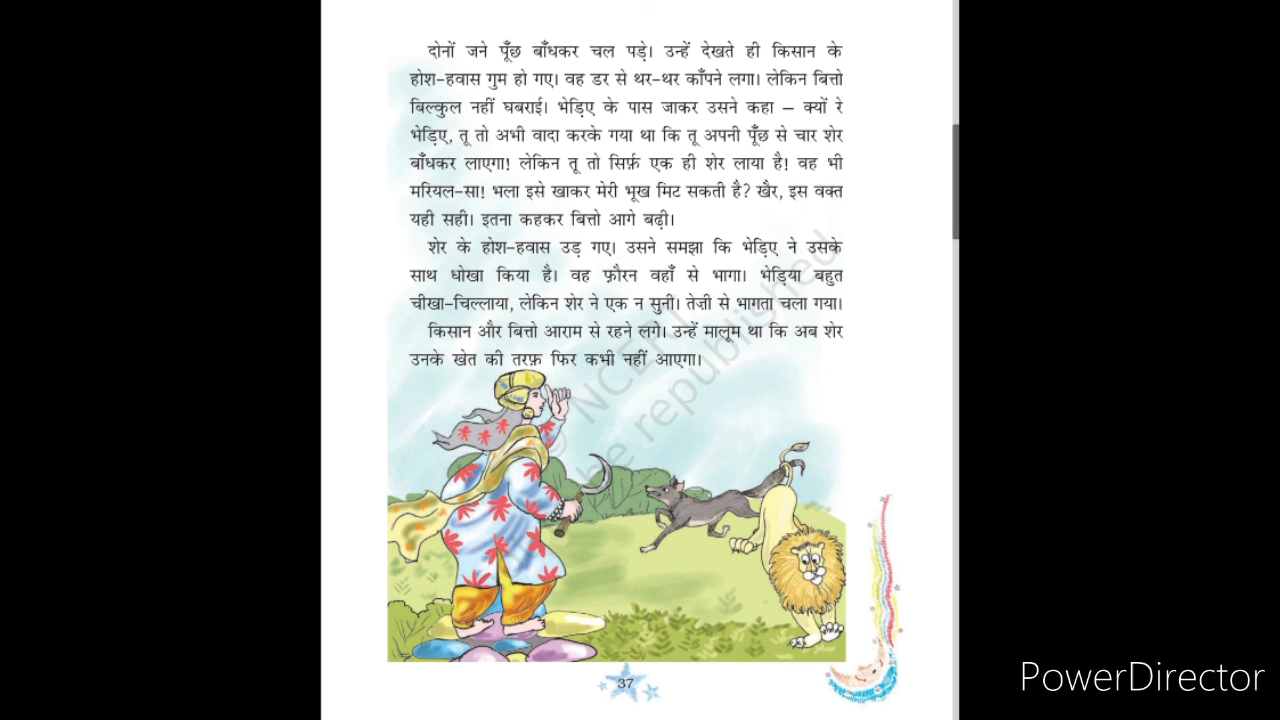 दोनों जने पूँछ बाँधकर चल पड़े। उन्हें देखते ही किसान के
होश-हवास गुम हो गए। वह डर से थर-थर काँपने लगा। लेकिन बित्तो
बिल्कुल नहीं घबराई। भेड़िए के पास जाकर उसने कहा – क्यों रे
भेड़िए, तू तो अभी वादा करके गया था कि तू अपनी पूँछ से चार शेर
बाँधकर लाएगा! लेकिन तू तो सिर्फ़ एक ही शेर लाया है! वह भी
मरियल-सा! भला इसे खाकर मेरी भूख मिट सकती है? खैर, इस वक्त
यही सही। इतना कहकर बित्तो आगे बढ़ी।
शेर के होश-हवास उड़ गए। उसने समझा कि भेड़िए ने उसके
साथ धोखा किया है। वह फ़ौरन वहाँ से भागा। भेड़िया बहुत
चीखा-चिल्लाया, लेकिन शेर ने एक न सुनी। तेज़ी से भागता चला गया।
किसान और बित्तो आराम से रहने लगे। उन्हें मालूम था कि अब शेर
उनके खेत की तरफ़ फिर कभी नहीं आएगा।
© NCERT
be republished
37
PowerDirector